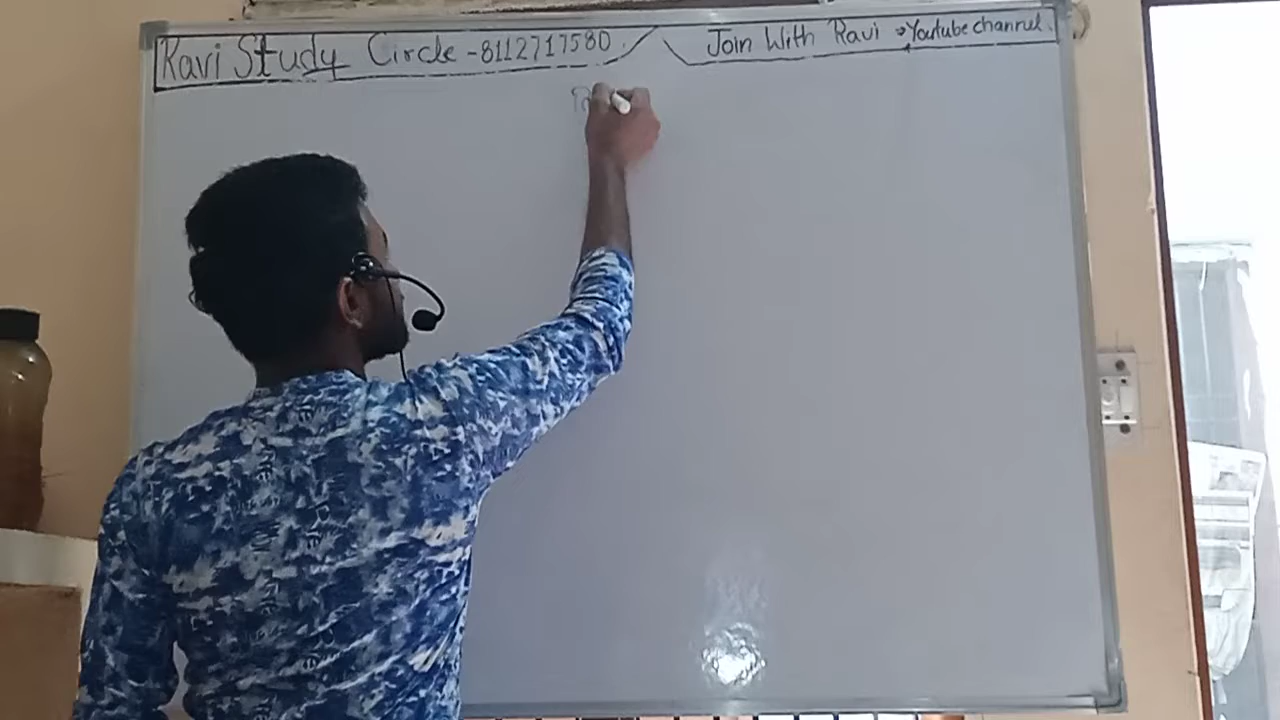 Ravi Study Circle - 8112717580.
Join With Ravi → Youtube channel.